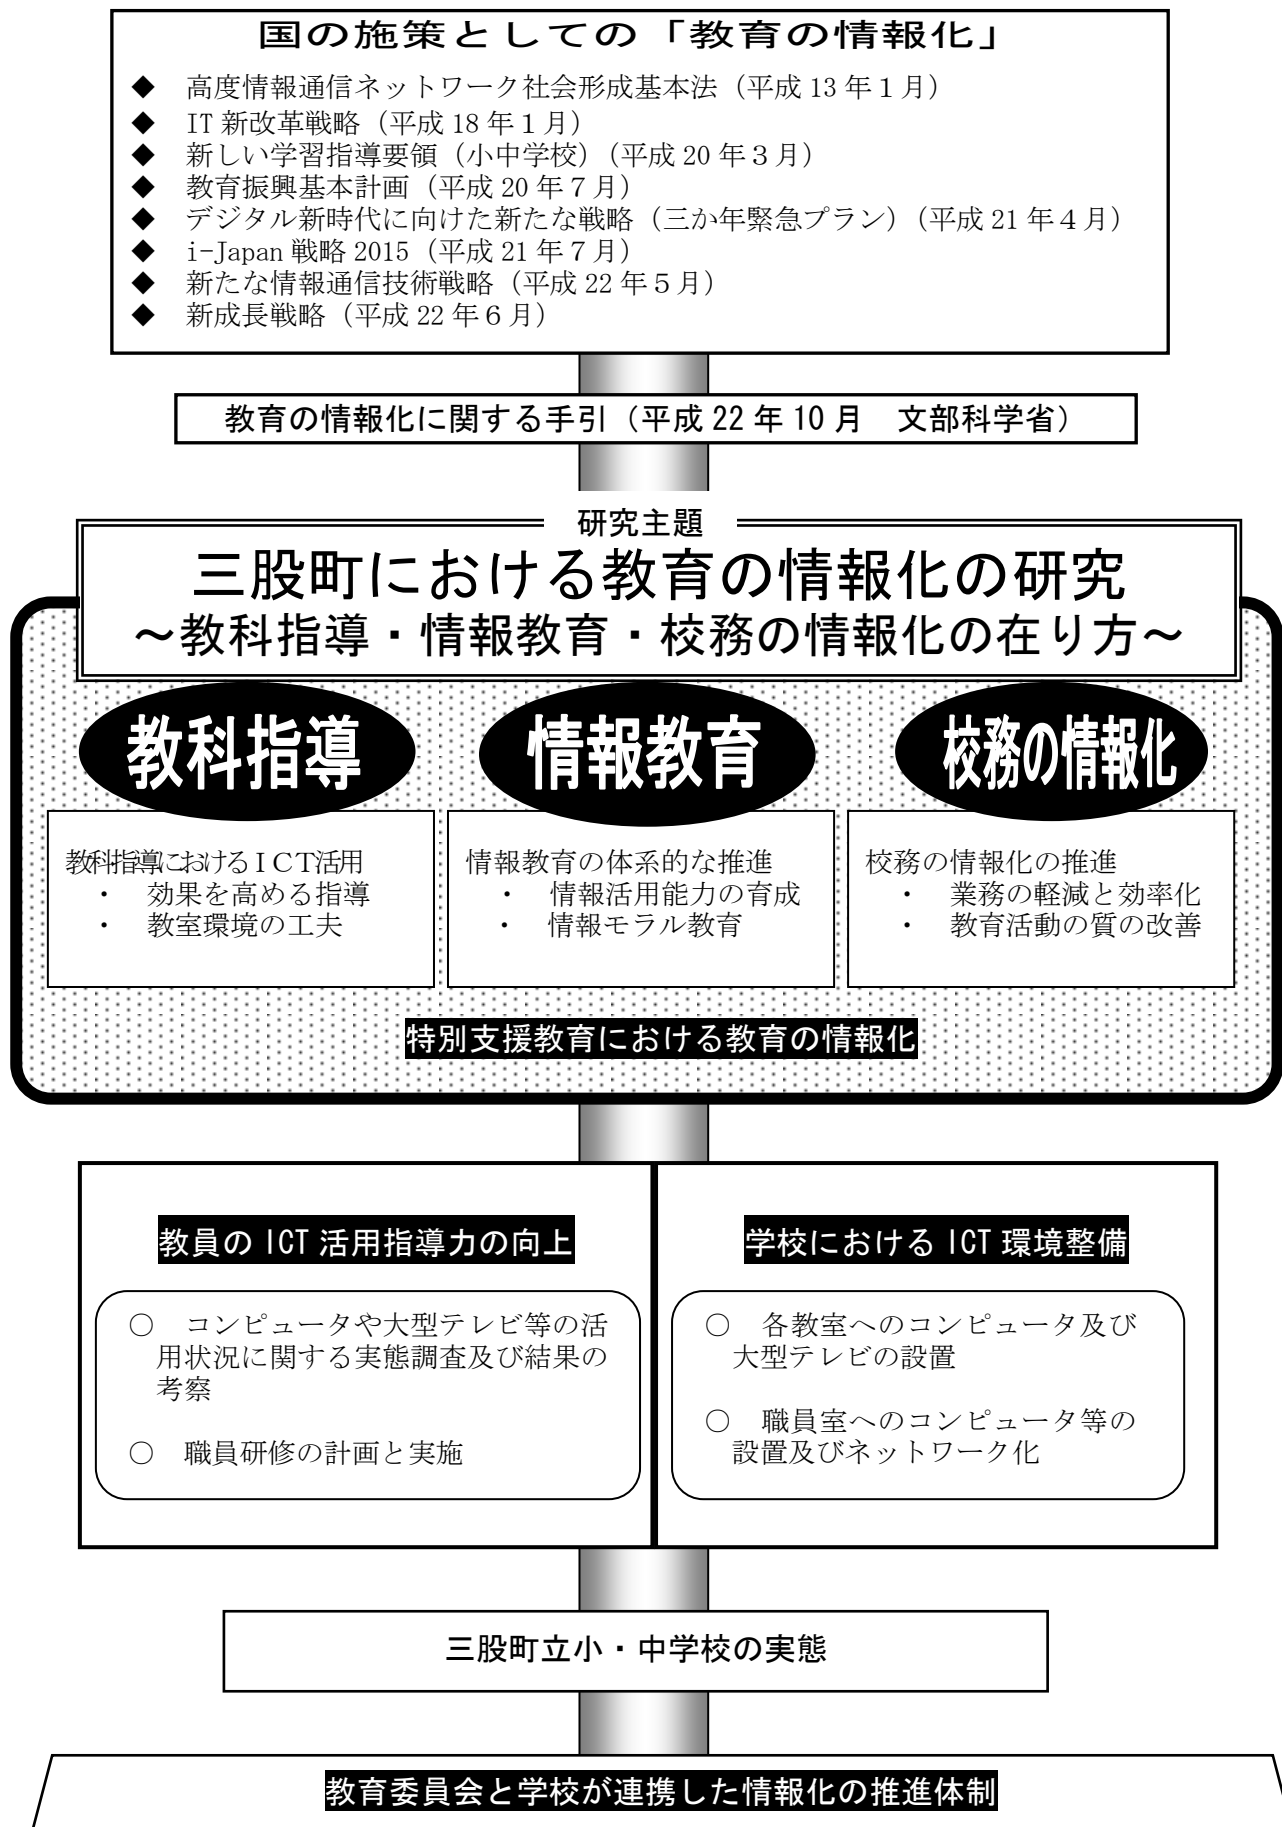 国の施策としての「教育の情報化」
◆ 高度情報通信ネットワーク社会形成基本法（平成 13 年１月）
◆ IT 新改革戦略（平成 18 年１月）
◆ 新しい学習指導要領（小中学校）（平成 20 年３月）
◆ 教育振興基本計画（平成 20 年７月）
◆ デジタル新時代に向けた新たな戦略（三か年緊急プラン）（平成 21 年４月）
◆ i-Japan 戦略 2015（平成 21 年７月）
◆ 新たな情報通信技術戦略（平成 22 年５月）
◆ 新成長戦略（平成 22 年６月）
教育の情報化に関する手引（平成 22 年 10 月　文部科学省）
研究主題
三股町における教育の情報化の研究
～教科指導・情報教育・校務の情報化の在り方～
教科指導
教科指導におけるＩＣＴ活用
・ 効果を高める指導
・ 教室環境の工夫
情報教育
情報教育の体系的な推進
・ 情報活用能力の育成
・ 情報モラル教育
校務の情報化
校務の情報化の推進
・ 業務の軽減と効率化
・ 教育活動の質の改善
特別支援教育における教育の情報化
教員の ICT 活用指導力の向上
○ コンピュータや大型テレビ等の活
用状況に関する実態調査及び結果の
考察
○ 職員研修の計画と実施
学校における ICT 環境整備
○ 各教室へのコンピュータ及び
大型テレビの設置
○ 職員室へのコンピュータ等の
設置及びネットワーク化
三股町立小・中学校の実態
教育委員会と学校が連携した情報化の推進体制